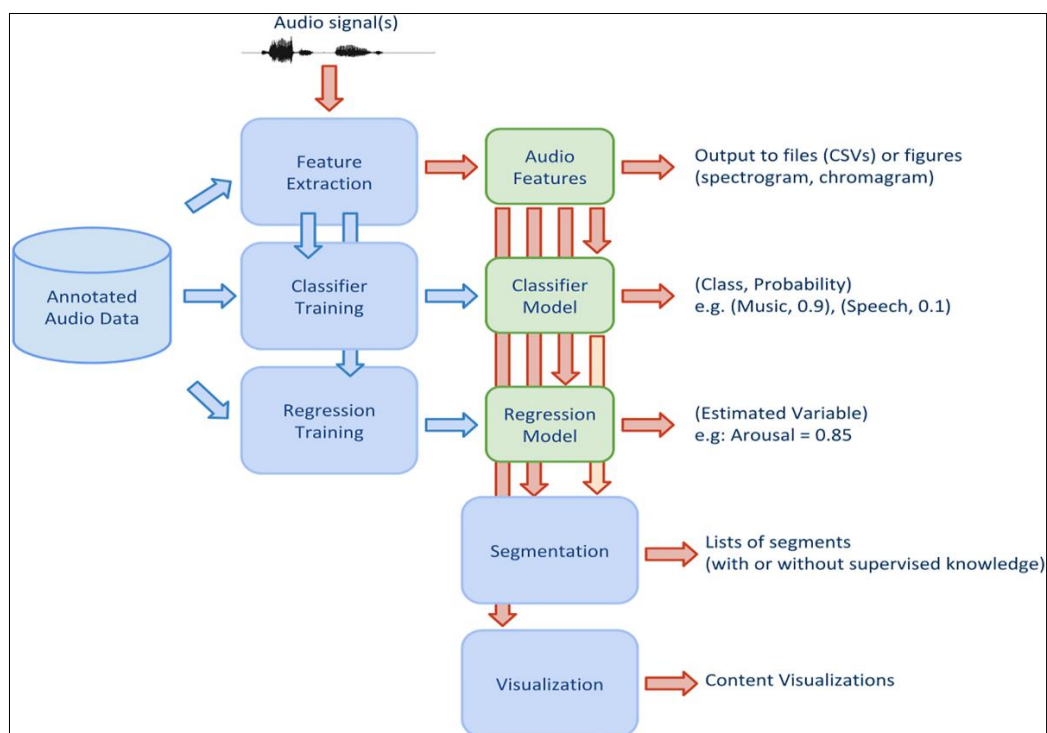 Audio signal(s)
Feature
Extraction
Audio
Features
Output to files (CSVs) or figures
(spectrogram, chromagram)
Annotated
Audio Data
Classifier
Training
Classifier
Model
(Class, Probability)
e.g. (Music, 0.9), (Speech, 0.1)
Regression
Training
Regression
Model
(Estimated Variable)
e.g: Arousal = 0.85
Segmentation
Lists of segments
(with or without supervised knowledge)
Visualization
Content Visualizations